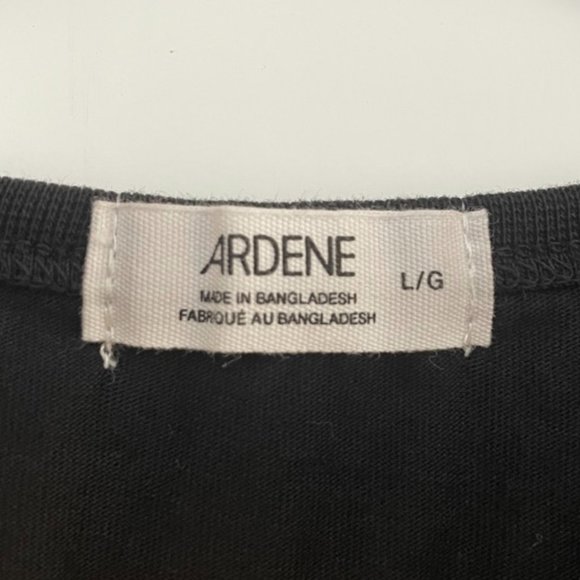 ARDENE
L/G
MADE IN BANGLADESH
FABRIQUÉ AU BANGLADESH